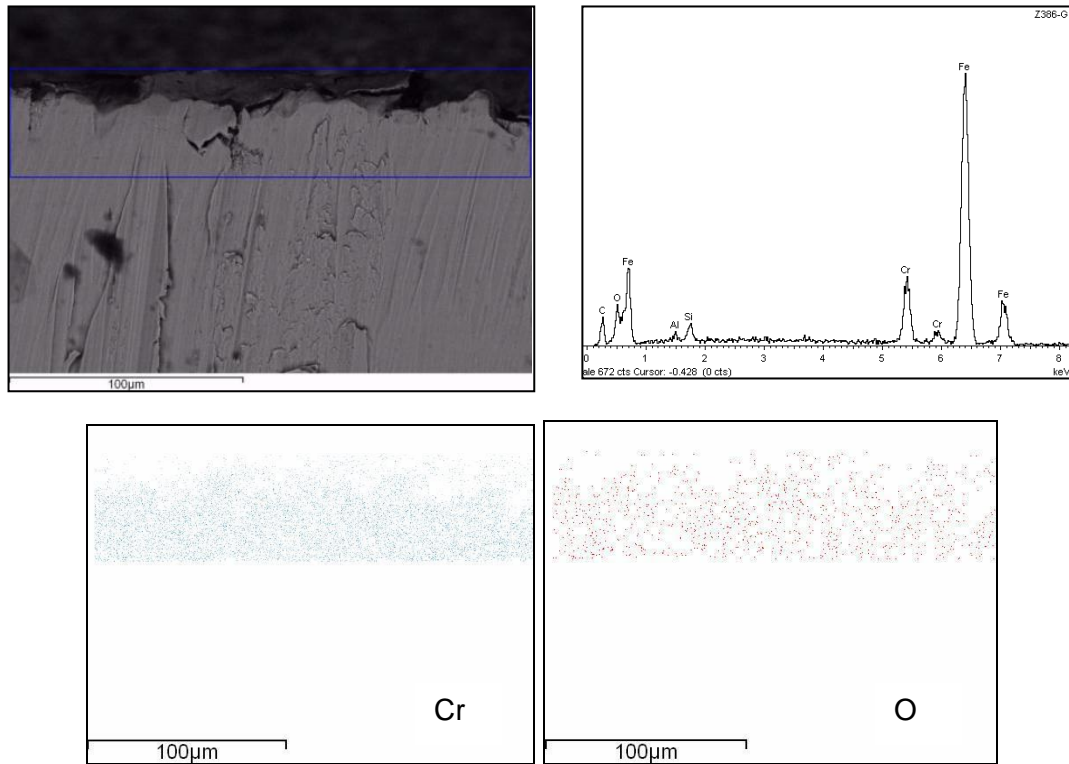 100µm
Z386-G
Fe
Fe
C
O
Al
Si
Cr
Cr
Fe
0 1 2 3 4 5 6 7 8
ale 672 cts Cursor: -0.428 (0 cts) keV
Cr
100µm
O
100µm